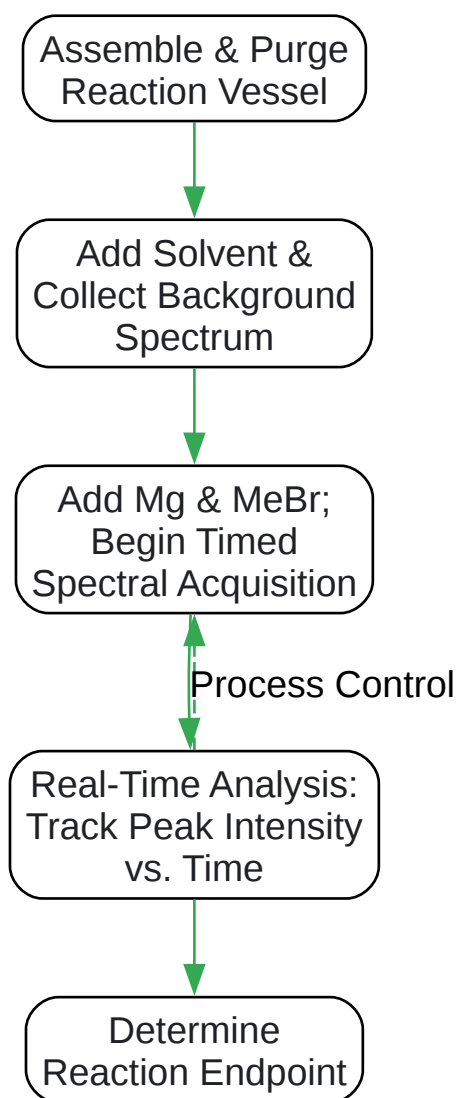 Assemble & Purge
Reaction Vessel
Add Solvent &
Collect Background
Spectrum
Add Mg & MeBr;
Begin Timed
Spectral Acquisition
Process Control
Real-Time Analysis:
Track Peak Intensity
vs. Time
Determine
Reaction Endpoint